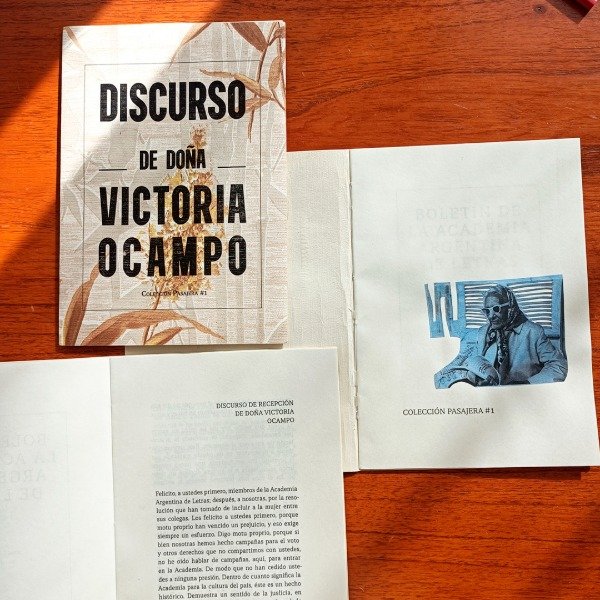 DISCURSO
DE DOÑA
VICTORIA
OCAMPO
COLECCIÓN PASAJERA #1
BOLETÍN DE
ACADEMIA
COLECCIÓN PASAJERA #1
DISCURSO DE RECEPCIÓN
DE DOÑA VICTORIA
OCAMPO
Felicito, a ustedes primero, miembros de la Academia
Argentina de Letras; después, a nosotras, por la reso-
lución que han tomado de incluir a la mujer entre
sus colegas. Los felicito a ustedes primero, porque
motu proprio han vencido un prejuicio, y eso exige
siempre un esfuerzo. Digo motu proprio, porque si
bien nosotras hemos hecho campañas para el voto
y otros derechos que no compartimos con ustedes,
no he oído hablar de campañas, aquí, para entrar
en la Academia. De modo que no han cedido uste-
des a ninguna presión. Dentro de cuanto significa la
Academia para la cultura del país, éste es un hecho
histórico. Demuestra un sentido de la justicia, en